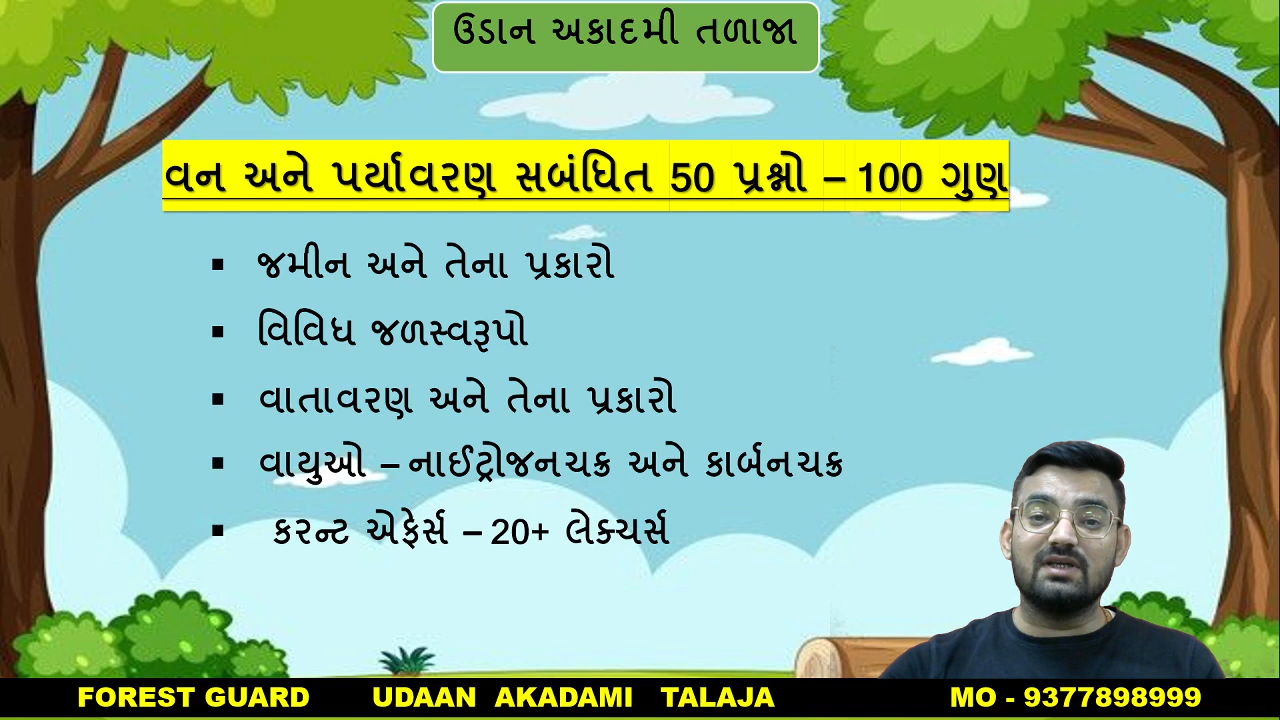 ઉડાન અકાદમી તળાજા
વન અને પર્યાવરણ સબંધિત 50 પ્રશ્નો – 100 ગુણ
▪ જમીન અને તેના પ્રકારો
▪ વિવિધ જળસ્વરૂપો
▪ વાતાવરણ અને તેના પ્રકારો
▪ વાયુઓ – નાઈટ્રોજનચક્ર અને કાર્બનચક્ર
▪ કરન્ટ એફેર્સ – 20+ લેક્ચર્સ
FOREST GUARD UDAAN AKADAMI TALAJA MO - 9377898999